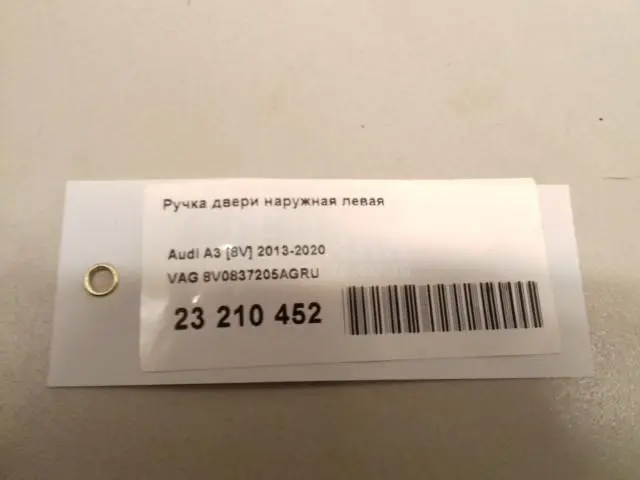 Ручка двери наружная левая
Audi A3 [8V] 2013-2020
VAG 8V0837205AGRU
23 210 452